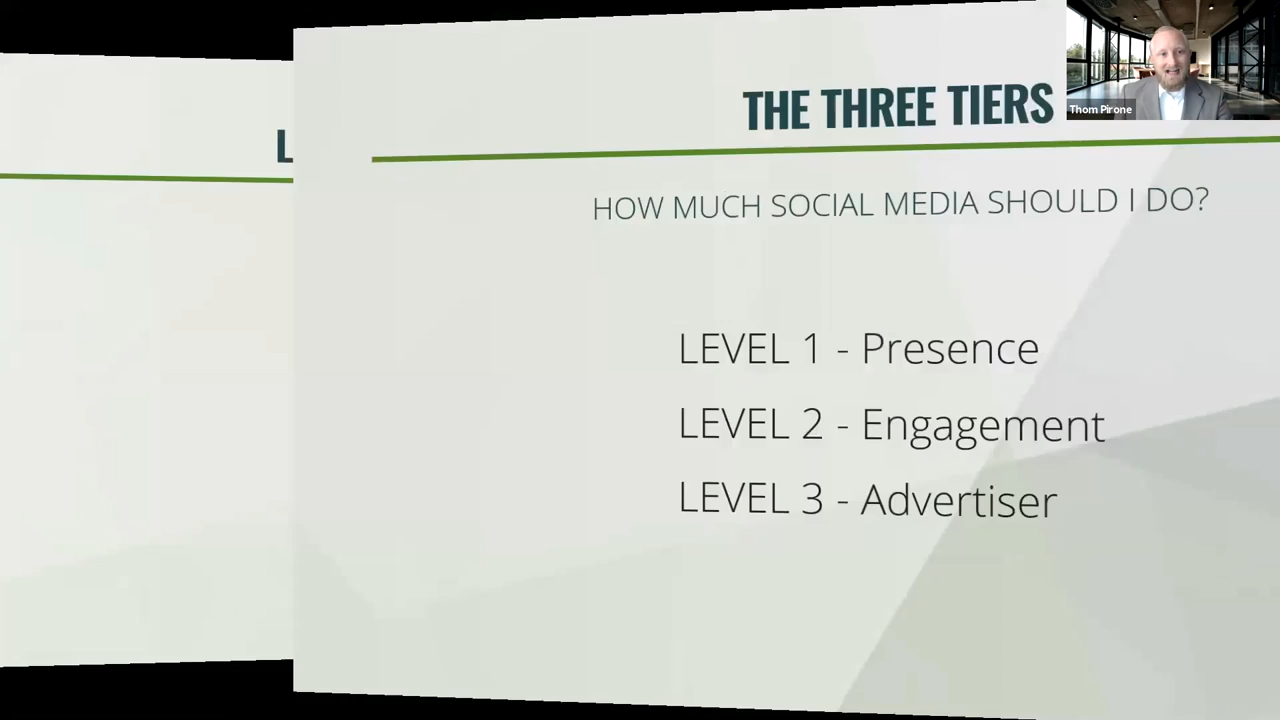 THE THREE TIERS
Thom Pirone
L
HOW MUCH SOCIAL MEDIA SHOULD I DO?
LEVEL 1 - Presence
LEVEL 2 - Engagement
LEVEL 3 - Advertiser